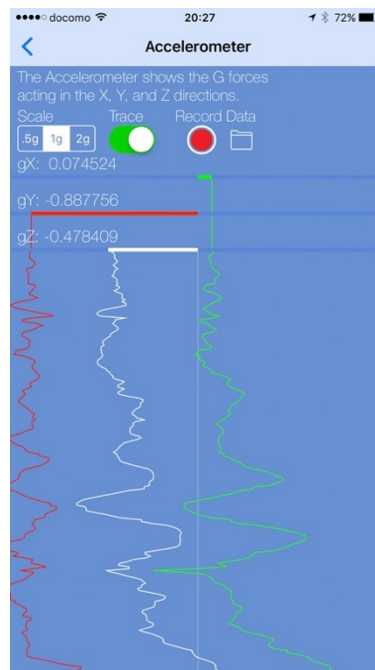 docomo 20:27 72%
Accelerometer
The Accelerometer shows the G forces
acting in the X, Y, and Z directions.
Scale Trace Record Data
.5g 1g 2g
gX: 0.074524
gY: -0.887756
gZ: -0.478409